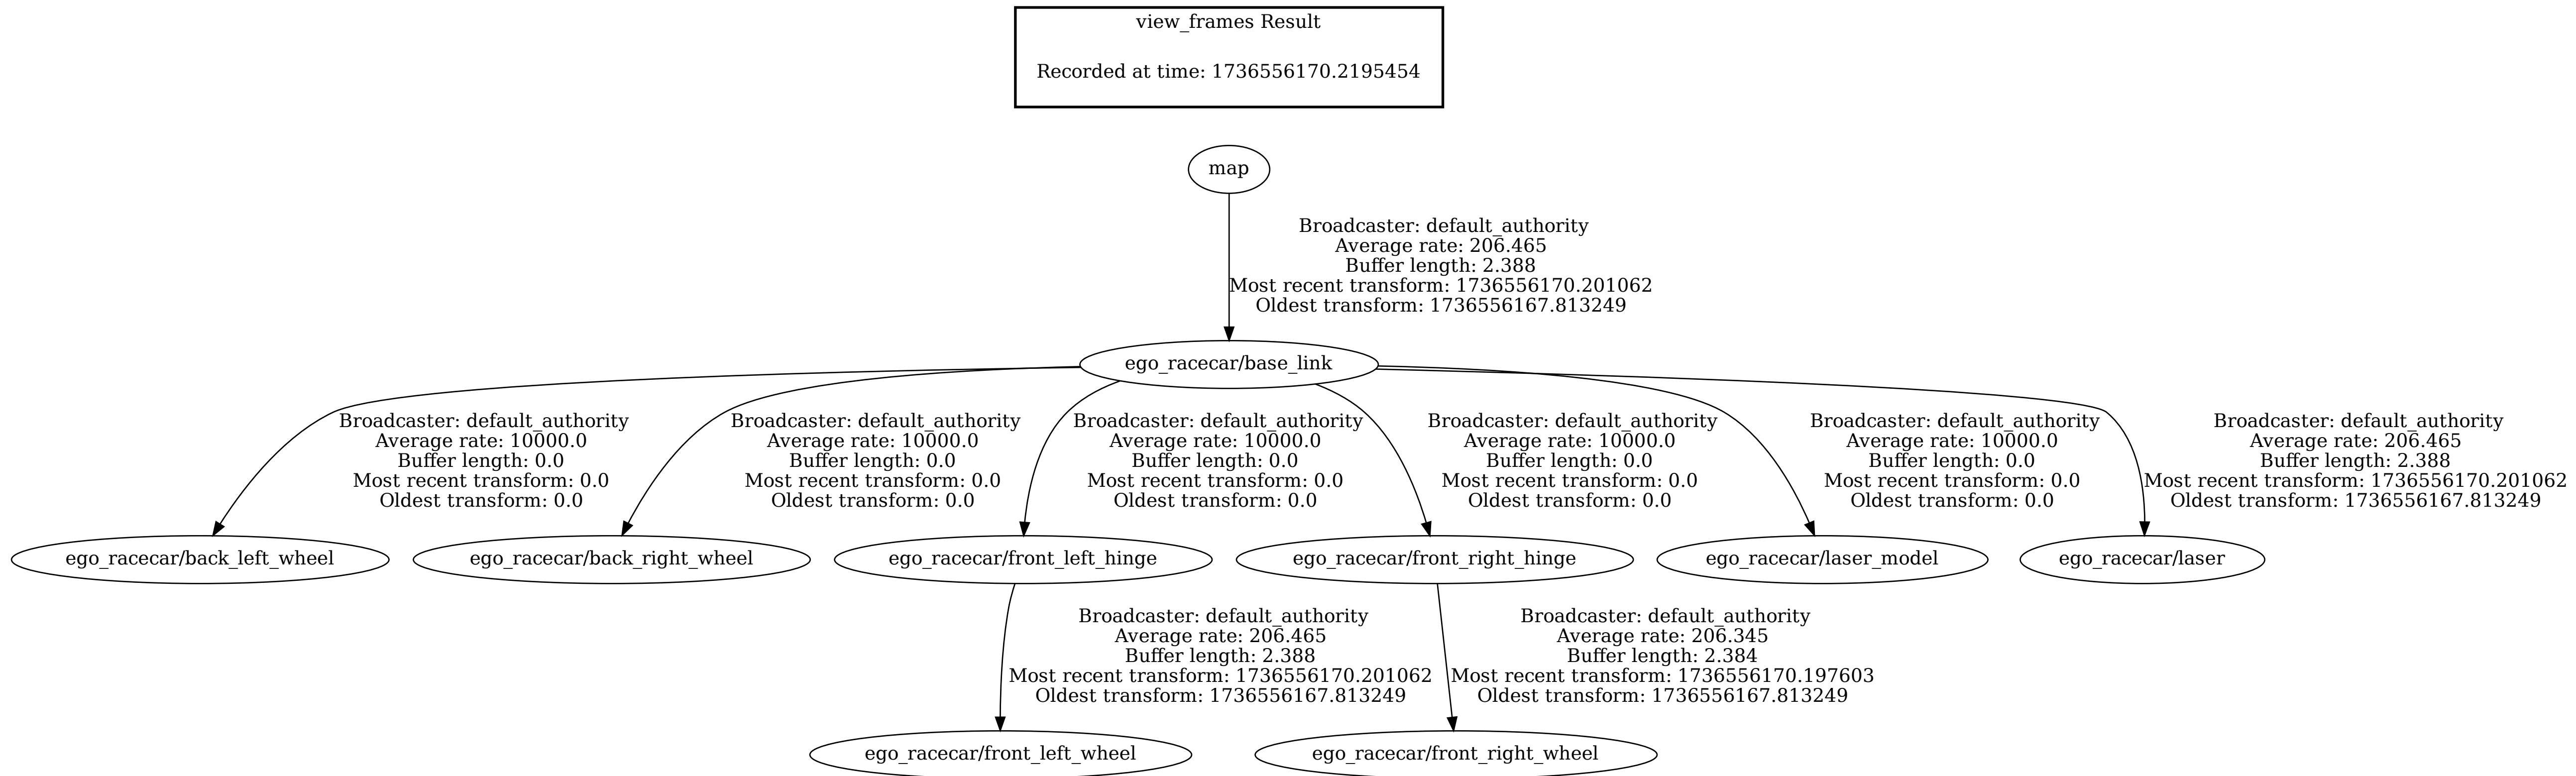 view_frames Result
Recorded at time: 1736556170.2195454
map
Broadcaster: default_authority
Average rate: 206.465
Buffer length: 2.388
Most recent transform: 1736556170.201062
Oldest transform: 1736556167.813249
ego_racecar/base_link
Broadcaster: default_authority
Average rate: 10000.0
Buffer length: 0.0
Most recent transform: 0.0
Oldest transform: 0.0
Broadcaster: default_authority
Average rate: 10000.0
Buffer length: 0.0
Most recent transform: 0.0
Oldest transform: 0.0
Broadcaster: default_authority
Average rate: 10000.0
Buffer length: 0.0
Most recent transform: 0.0
Oldest transform: 0.0
Broadcaster: default_authority
Average rate: 10000.0
Buffer length: 0.0
Most recent transform: 0.0
Oldest transform: 0.0
Broadcaster: default_authority
Average rate: 10000.0
Buffer length: 0.0
Most recent transform: 0.0
Oldest transform: 0.0
Broadcaster: default_authority
Average rate: 206.465
Buffer length: 2.388
Most recent transform: 1736556170.201062
Oldest transform: 1736556167.813249
ego_racecar/back_left_wheel
ego_racecar/back_right_wheel
ego_racecar/front_left_hinge
ego_racecar/front_right_hinge
ego_racecar/laser_model
ego_racecar/laser
Broadcaster: default_authority
Average rate: 206.465
Buffer length: 2.388
Most recent transform: 1736556170.201062
Oldest transform: 1736556167.813249
Broadcaster: default_authority
Average rate: 206.345
Buffer length: 2.384
Most recent transform: 1736556170.197603
Oldest transform: 1736556167.813249
ego_racecar/front_left_wheel
ego_racecar/front_right_wheel